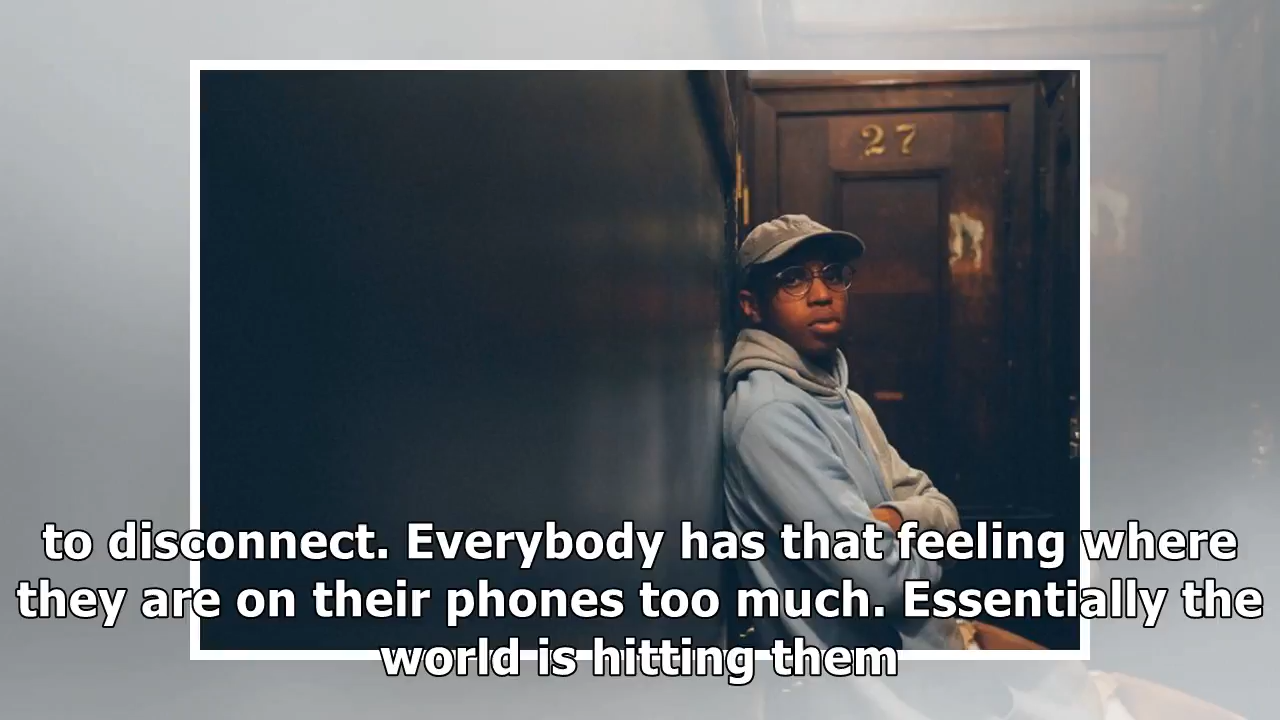 27
to disconnect. Everybody has that feeling where
they are on their phones too much. Essentially the
world is hitting them